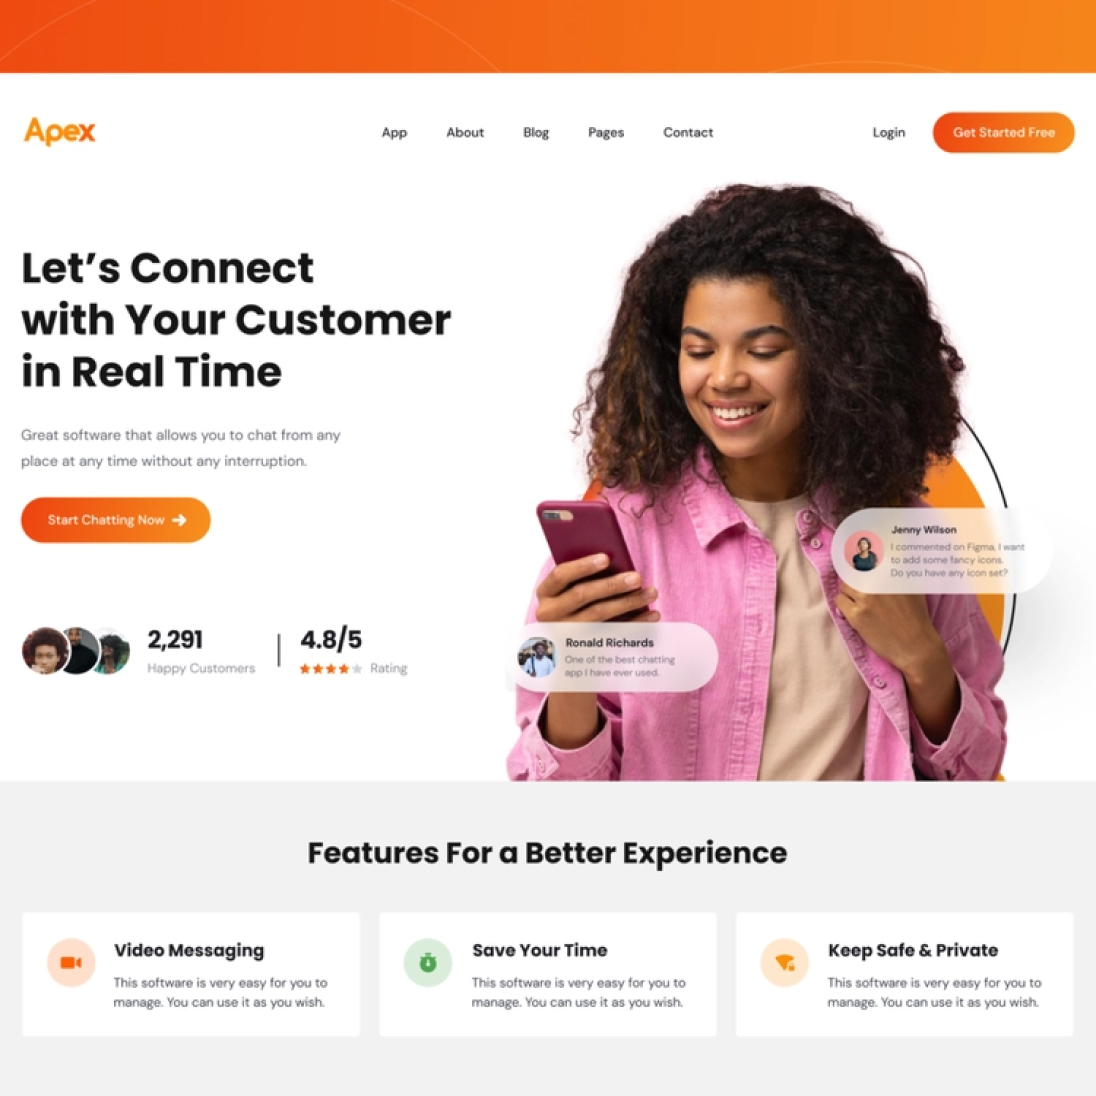 Apex
App About Blog Pages Contact
Login Get Started Free
Let’s Connect
with Your Customer
in Real Time
Great software that allows you to chat from any
place at any time without any interruption.
Start Chatting Now
2,291
Happy Customers
4.8/5
Rating
Jenny Wilson
I commented on Figma, I want
to add some fancy icons.
Do you have any icon set?
Ronald Richards
One of the best chatting
app I have ever used.
Features For a Better Experience
Video Messaging
This software is very easy for you to
manage. You can use it as you wish.
Save Your Time
This software is very easy for you to
manage. You can use it as you wish.
Keep Safe & Private
This software is very easy for you to
manage. You can use it as you wish.